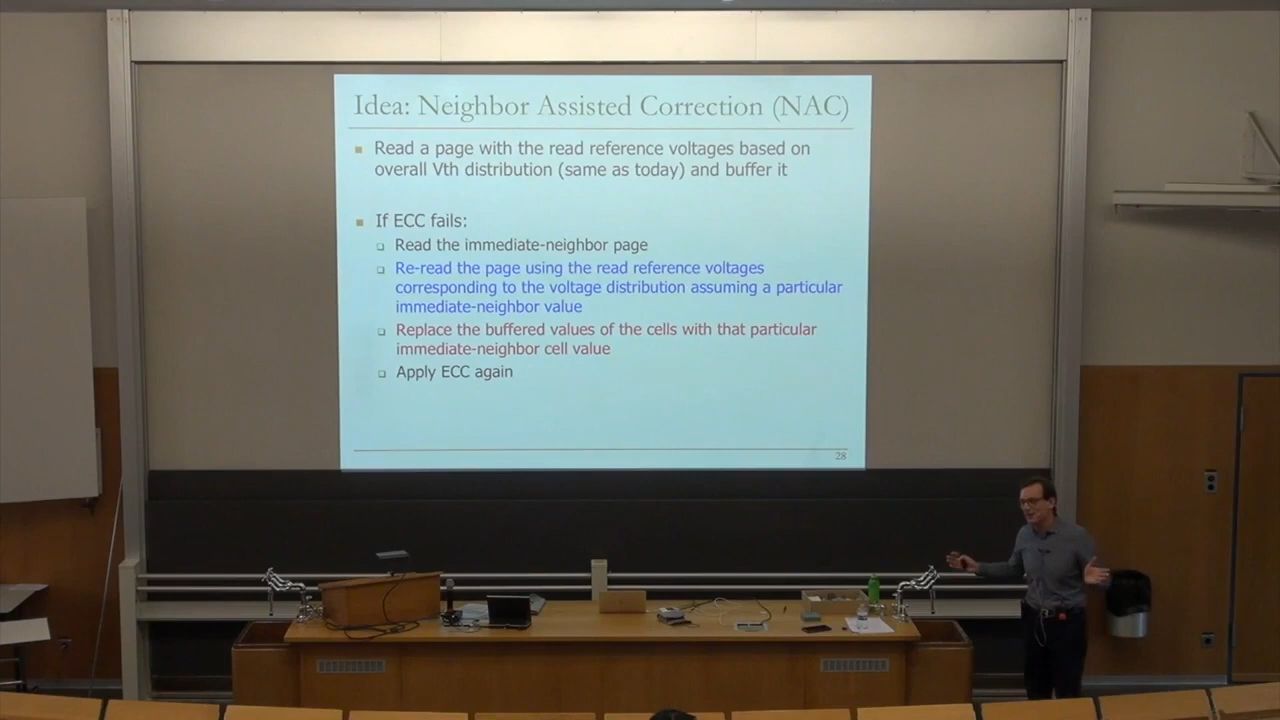 Idea: Neighbor Assisted Correction (NAC)
Read a page with the read reference voltages based on
overall Vth distribution (same as today) and buffer it
If ECC fails:
Read the immediate-neighbor page
Re-read the page using the read reference voltages
corresponding to the voltage distribution assuming a particular
immediate-neighbor value
Replace the buffered values of the cells with that particular
immediate-neighbor cell value
Apply ECC again
28